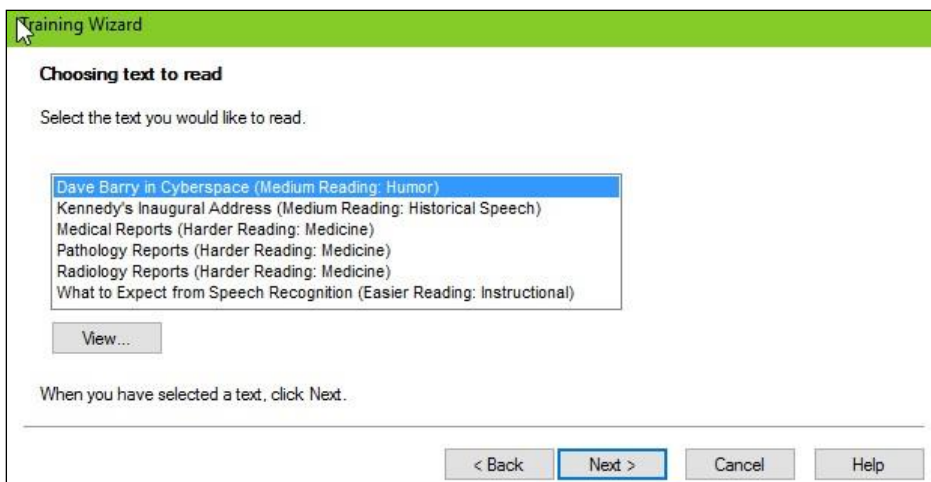 Training Wizard
Choosing text to read
Select the text you would like to read.
Dave Barry in Cyberspace (Medium Reading: Humor)
Kennedy's Inaugural Address (Medium Reading: Historical Speech)
Medical Reports (Harder Reading: Medicine)
Pathology Reports (Harder Reading: Medicine)
Radiology Reports (Harder Reading: Medicine)
What to Expect from Speech Recognition (Easier Reading: Instructional)
View...
When you have selected a text, click Next.
< Back Next > Cancel Help